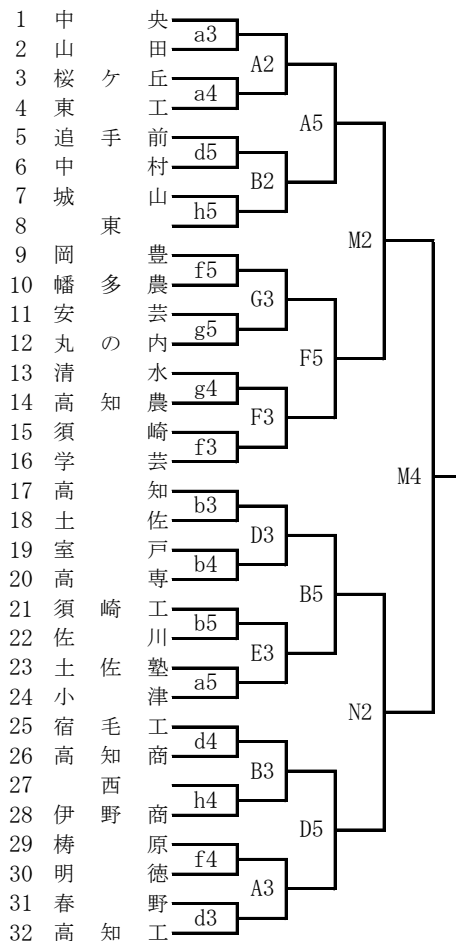 1 中央
2 山田
a3
3 桜ケ丘
4 東工
a4
A2
5 追手前
6 中村
d5
7 城山
8 東
h5
B2
A5
9 岡豊
10 幡多農
f5
11 安芸
12 丸の内
g5
G3
13 清水
14 高知農
g4
15 須崎
16 学芸
f3
F3
F5
M2
17 高知
18 土佐
b3
19 室戸
20 高専
b4
D3
21 須崎工
22 佐川
b5
23 土佐塾
24 小津
a5
E3
B5
25 宿毛工
26 高知商
d4
27 西
28 伊野商
h4
B3
29 梼原
30 明徳
f4
31 春野
32 高知工
d3
A3
D5
N2
M4